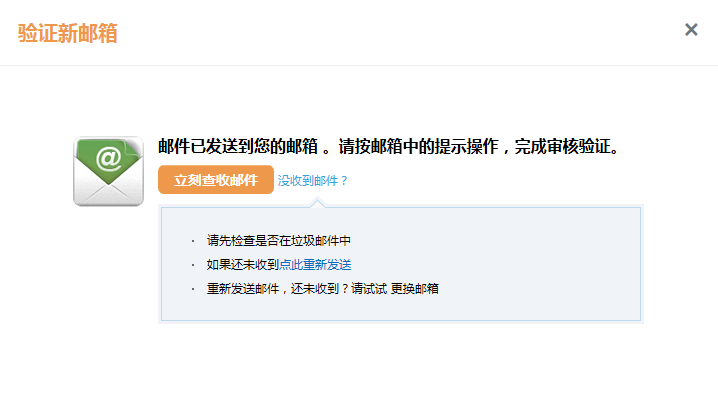 验证新邮箱
×
@
邮件已发送到您的邮箱 。请按邮箱中的提示操作，完成审核验证。
立刻查收邮件 没收到邮件？
· 请先检查是否在垃圾邮件中
· 如果还未收到点此重新发送
· 重新发送邮件，还未收到？请试试 更换邮箱